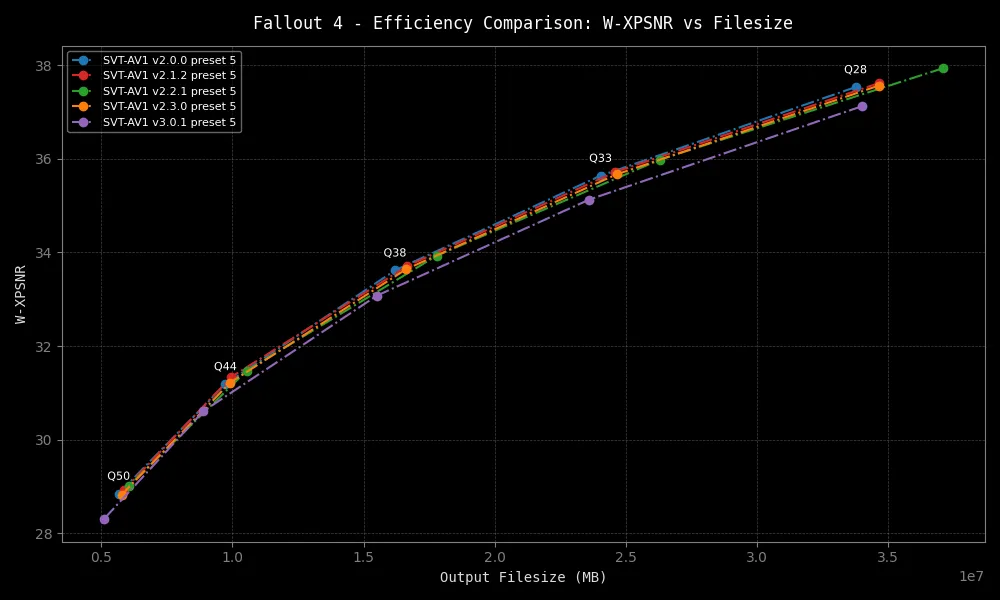 Fallout 4 - Efficiency Comparison: W-XPSNR vs Filesize
SVT-AV1 v2.0.0 preset 5
SVT-AV1 v2.1.2 preset 5
SVT-AV1 v2.2.1 preset 5
SVT-AV1 v2.3.0 preset 5
SVT-AV1 v3.0.1 preset 5
Q28
Q33
Q38
Q44
Q50
38
36
34
32
30
28
W-XPSNR
0.5 1.0 1.5 2.0 2.5 3.0 3.5
1e7
Output Filesize (MB)